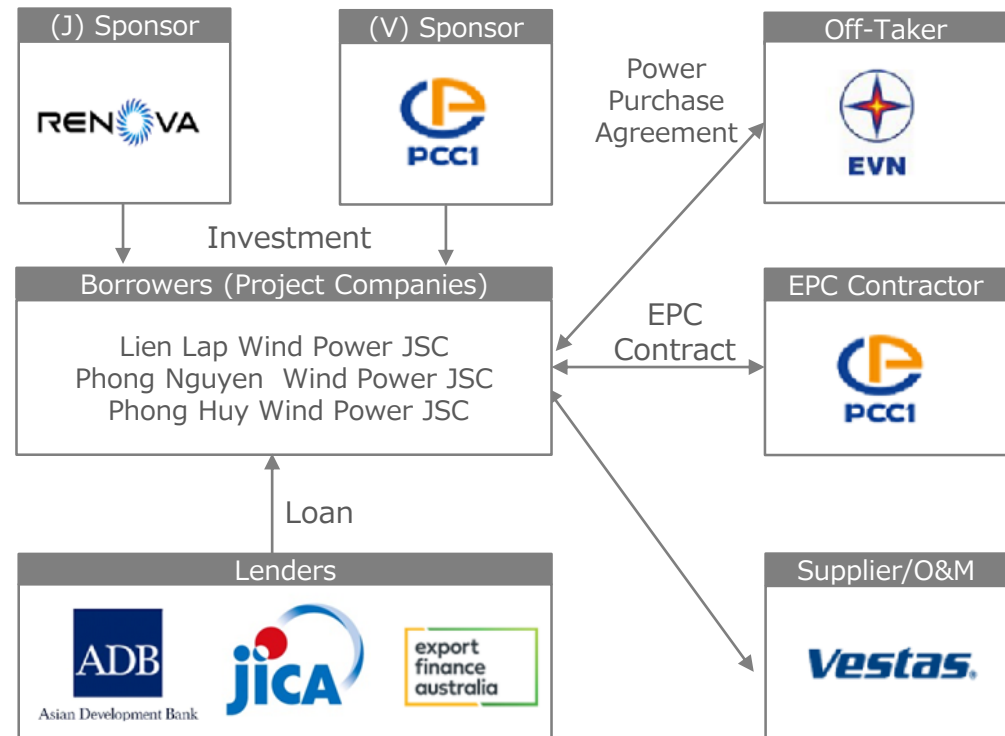 (J) Sponsor
RENOVA
(V) Sponsor
PCC1
Off-Taker
EVN
Power
Purchase
Agreement
Investment
Borrowers (Project Companies)
Lien Lap Wind Power JSC
Phong Nguyen Wind Power JSC
Phong Huy Wind Power JSC
EPC
Contract
EPC Contractor
PCC1
Loan
Lenders
ADB
Asian Development Bank
jICA
export
finance
australia
Supplier/O&M
Vestas.